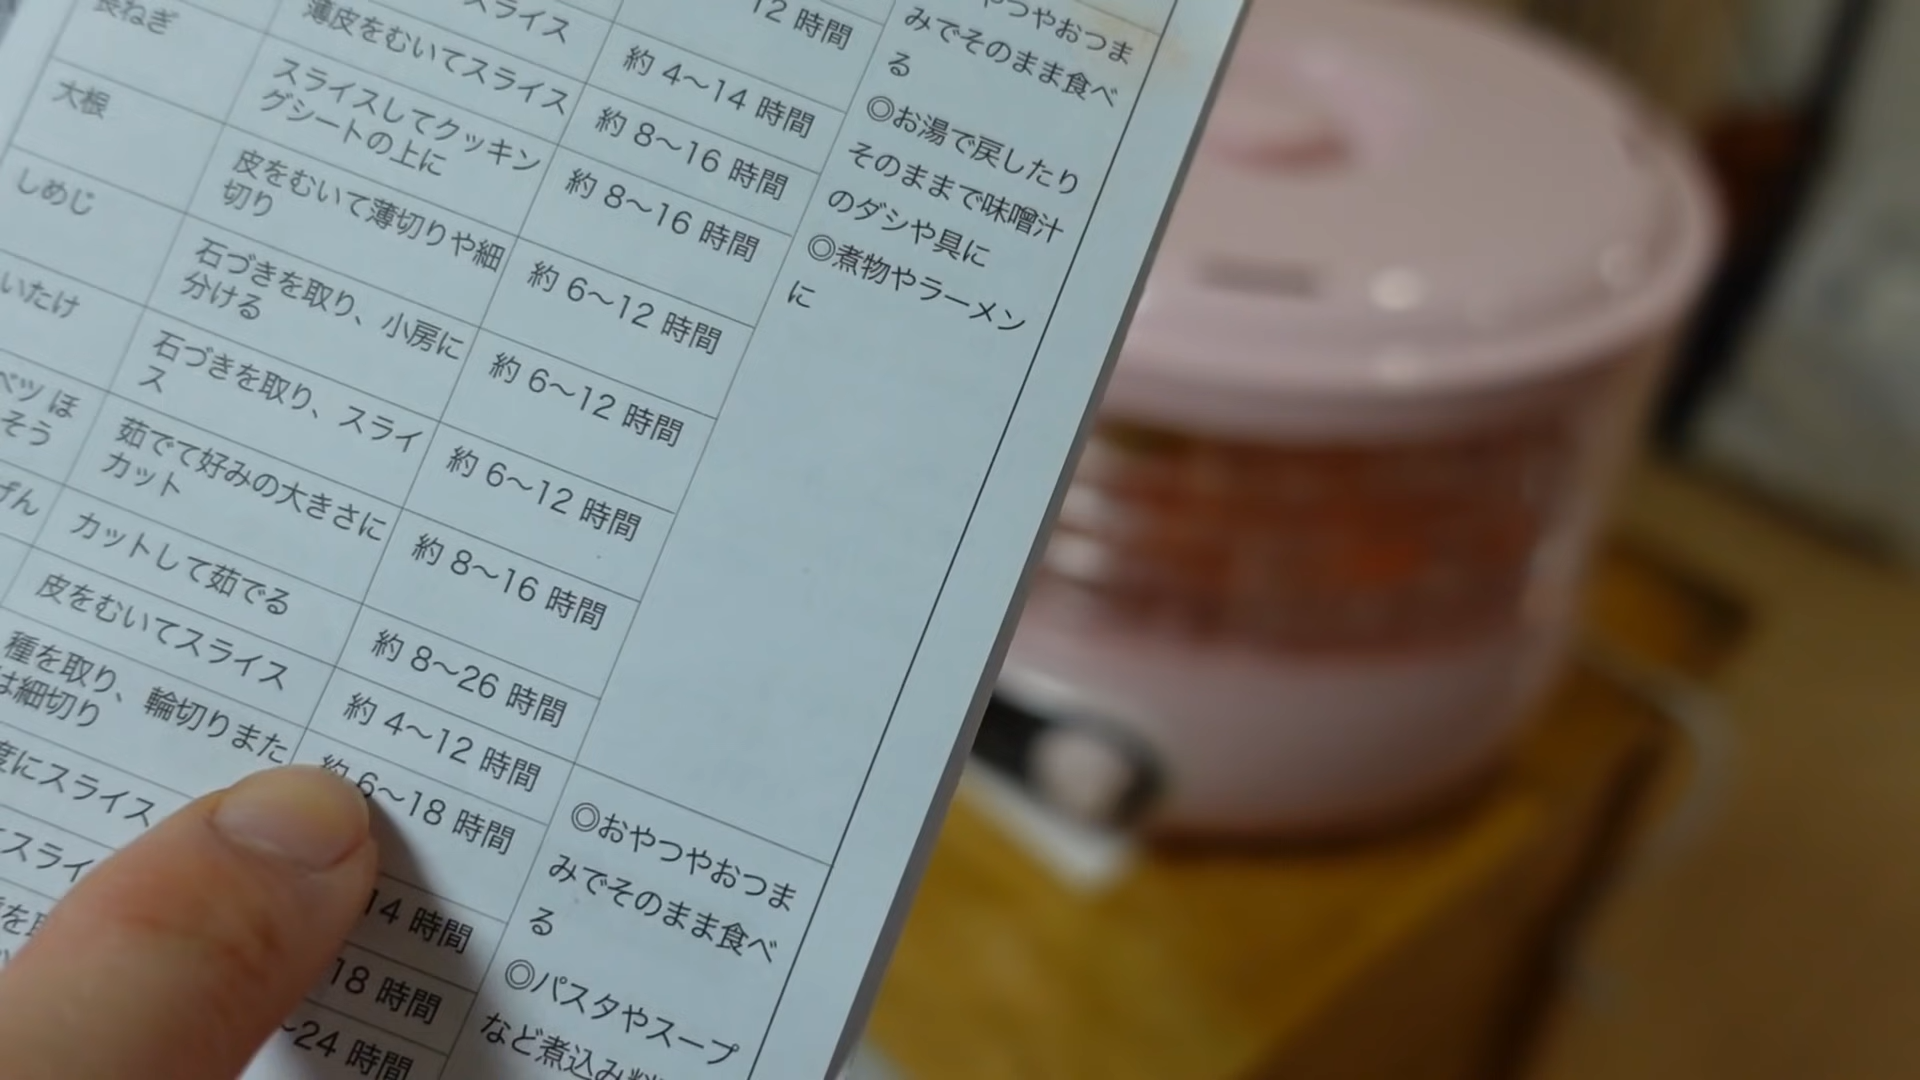 スライス
12 時間
やつやおつま
みでそのまま食べ
る
◎お湯で戻したり
そのままで味噌汁
のダシや具に
◎煮物やラーメン
に
長ねぎ
薄皮をむいてスライス
約 4〜14 時間
大根
スライスしてクッキン
グシートの上に
約 8〜16 時間
しめじ
皮をむいて薄切りや細
切り
約 8〜16 時間
いたけ
石づきを取り、小房に
分ける
約 6〜12 時間
ベツ ほ
そう
石づきを取り、スライ
ス
約 6〜12 時間
げん
茹でて好みの大きさに
カット
約 6〜12 時間
カットして茹でる
約 8〜16 時間
皮をむいてスライス
約 8〜26 時間
種を取り、輪切りまた
は細切り
約 4〜12 時間
度にスライス
約 6〜18 時間
スライ
14 時間
を取
18 時間
〜24 時間
◎おやつやおつま
みでそのまま食べ
る
◎パスタやスープ
など煮込み料